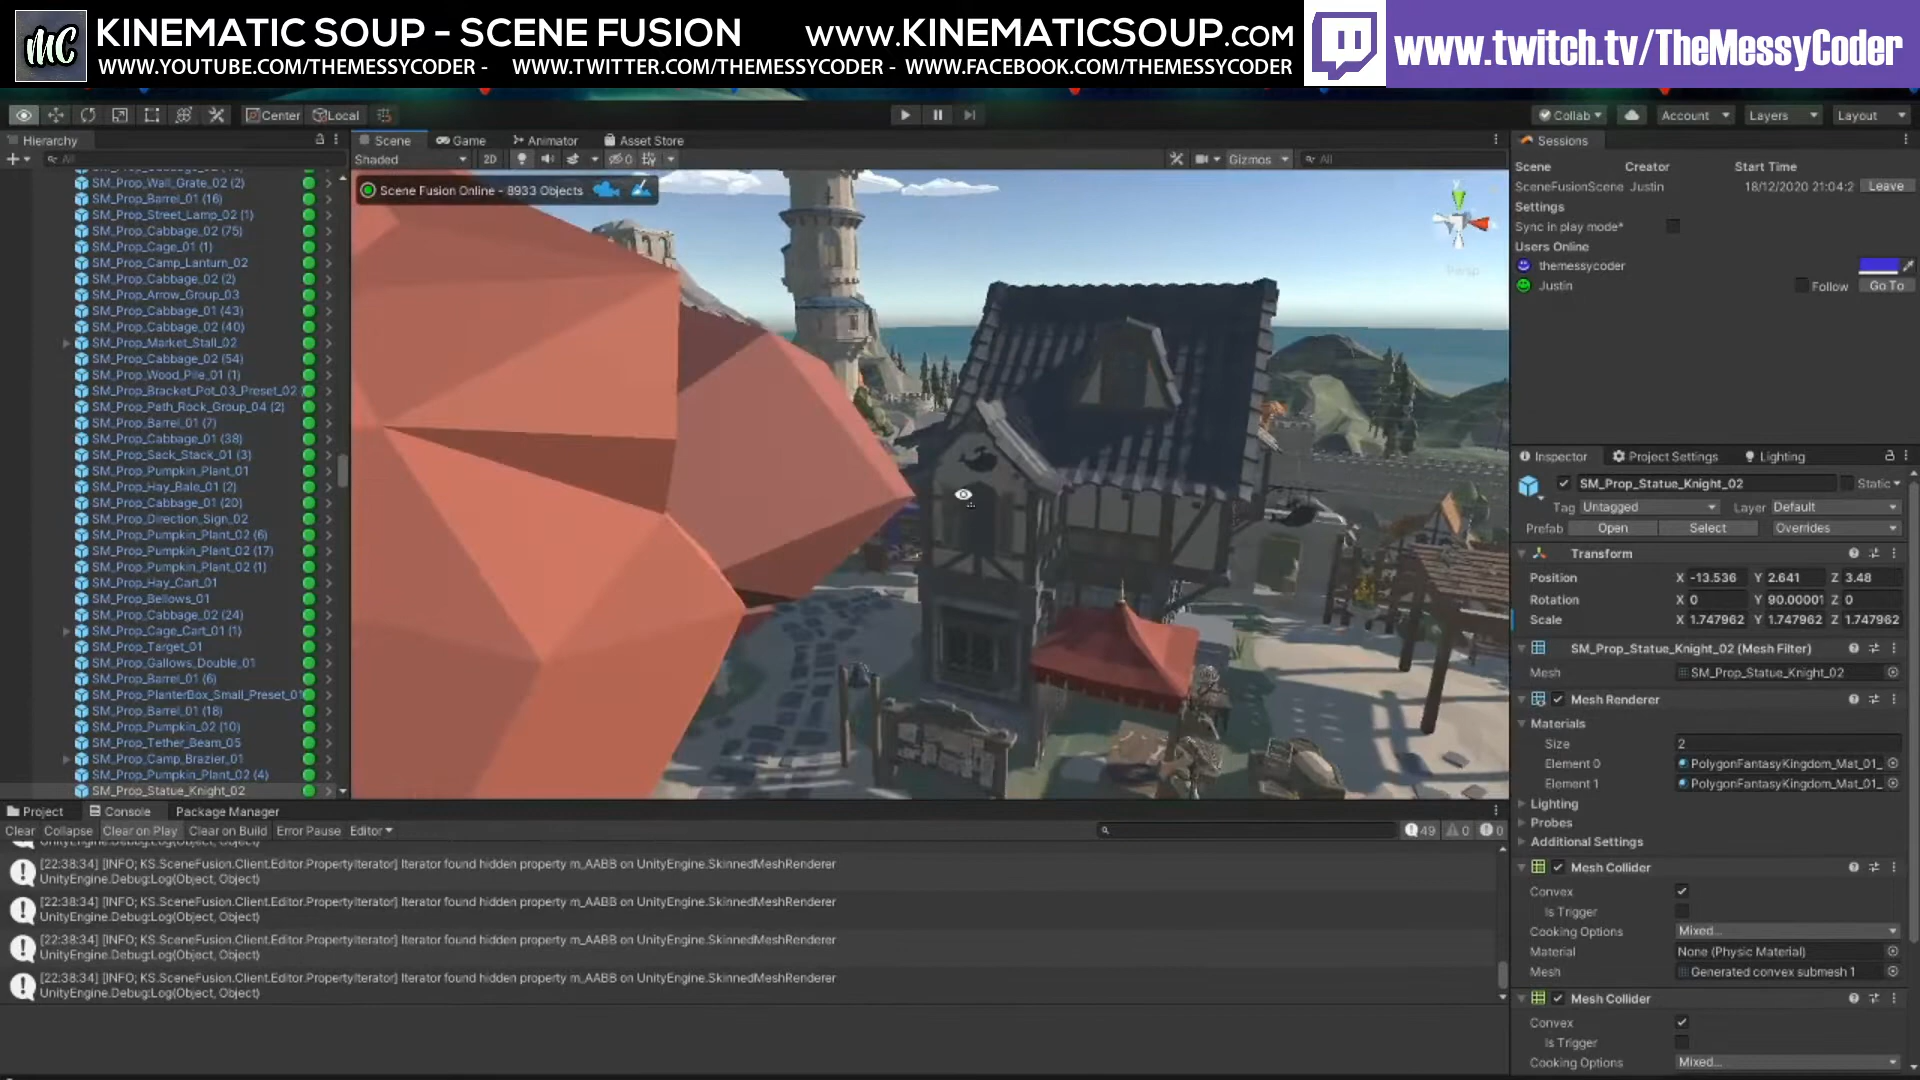 MC
KINEMATIC SOUP - SCENE FUSION
www.KINEMATICSOUP.com
www.YOUTUBE.COM/THEMESSYCODER - www.TWITTER.COM/THEMESSYCODER - www.FACEBOOK.COM/THEMESSYCODER
www.twitch.tv/TheMessyCoder
Center Local
Collab Account Layers Layout
Hierarchy
All
SM_Prop_Wall_Grate_02 (2)
SM_Prop_Barrel_01 (16)
SM_Prop_Street_Lamp_02 (1)
SM_Prop_Cabbage_02 (75)
SM_Prop_Cage_01 (1)
SM_Prop_Camp_Lanturn_02
SM_Prop_Cabbage_02 (2)
SM_Prop_Arrow_Group_03
SM_Prop_Cabbage_01 (43)
SM_Prop_Cabbage_02 (40)
SM_Prop_Market_Stall_02
SM_Prop_Cabbage_02 (54)
SM_Prop_Wood_Pile_01 (1)
SM_Prop_Bracket_Pot_03_Preset_02
SM_Prop_Path_Rock_Group_04 (2)
SM_Prop_Barrel_01 (7)
SM_Prop_Cabbage_01 (38)
SM_Prop_Sack_Stack_01 (3)
SM_Prop_Pumpkin_Plant_01
SM_Prop_Hay_Bale_01 (2)
SM_Prop_Cabbage_01 (20)
SM_Prop_Direction_Sign_02
SM_Prop_Pumpkin_Plant_02 (6)
SM_Prop_Pumpkin_Plant_02 (17)
SM_Prop_Pumpkin_Plant_02 (1)
SM_Prop_Hay_Cart_01
SM_Prop_Bellows_01
SM_Prop_Cabbage_02 (24)
SM_Prop_Cage_Cart_01 (1)
SM_Prop_Target_01
SM_Prop_Gallows_Double_01
SM_Prop_Barrel_01 (6)
SM_Prop_PlanterBox_Small_Preset_01
SM_Prop_Barrel_01 (18)
SM_Prop_Pumpkin_02 (10)
SM_Prop_Tether_Beam_05
SM_Prop_Camp_Brazier_01
SM_Prop_Pumpkin_Plant_02 (4)
SM_Prop_Statue_Knight_02
Scene Game Animator Asset Store
Shaded 2D 0 Gizmos All
Scene Fusion Online - 8933 Objects
y
Persp
Sessions
Scene Creator Start Time
SceneFusionScene Justin 18/12/2020 21:04:2 Leave
Settings
Sync in play mode*
Users Online
themessycoder
Justin Follow Go To
Inspector Project Settings Lighting
SM_Prop_Statue_Knight_02 Static
Tag Untagged Layer Default
Prefab Open Select Overrides
Transform
Position X -13.536 Y 2.641 Z 3.48
Rotation X 0 Y 90.00001 Z 0
Scale X 1.747962 Y 1.747962 Z 1.747962
SM_Prop_Statue_Knight_02 (Mesh Filter)
Mesh SM_Prop_Statue_Knight_02
Mesh Renderer
Materials
Size 2
Element 0 PolygonFantasyKingdom_Mat_01_
Element 1 PolygonFantasyKingdom_Mat_01_
Lighting
Probes
Additional Settings
Mesh Collider
Convex
Is Trigger
Cooking Options Mixed...
Material None (Physic Material)
Mesh Generated convex submesh 1
Mesh Collider
Convex
Is Trigger
Cooking Options Mixed...
Project Console Package Manager
Clear Collapse Clear on Play Clear on Build Error Pause Editor 49 0 0
UnityEngine.Debug:Log(Object, Object)
[22:38:34] [INFO; KS.SceneFusion.Client.Editor.PropertyIterator] Iterator found hidden property m_AABB on UnityEngine.SkinnedMeshRenderer
UnityEngine.Debug:Log(Object, Object)
[22:38:34] [INFO; KS.SceneFusion.Client.Editor.PropertyIterator] Iterator found hidden property m_AABB on UnityEngine.SkinnedMeshRenderer
UnityEngine.Debug:Log(Object, Object)
[22:38:34] [INFO; KS.SceneFusion.Client.Editor.PropertyIterator] Iterator found hidden property m_AABB on UnityEngine.SkinnedMeshRenderer
UnityEngine.Debug:Log(Object, Object)
[22:38:34] [INFO; KS.SceneFusion.Client.Editor.PropertyIterator] Iterator found hidden property m_AABB on UnityEngine.SkinnedMeshRenderer
UnityEngine.Debug:Log(Object, Object)